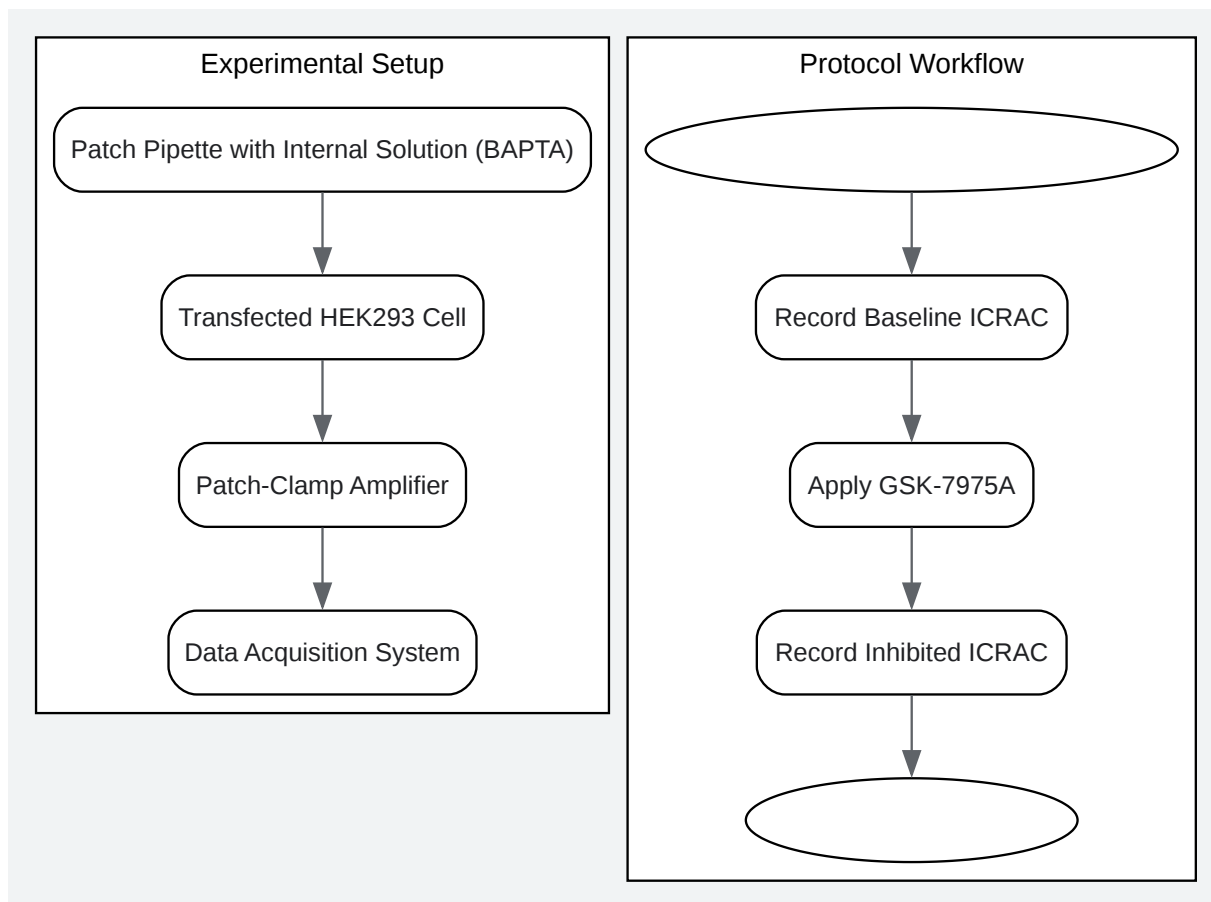 Experimental Setup
Patch Pipette with Internal Solution (BAPTA)
Transfected HEK293 Cell
Patch-Clamp Amplifier
Data Acquisition System
Protocol Workflow
Record Baseline ICRAC
Apply GSK-7975A
Record Inhibited ICRAC